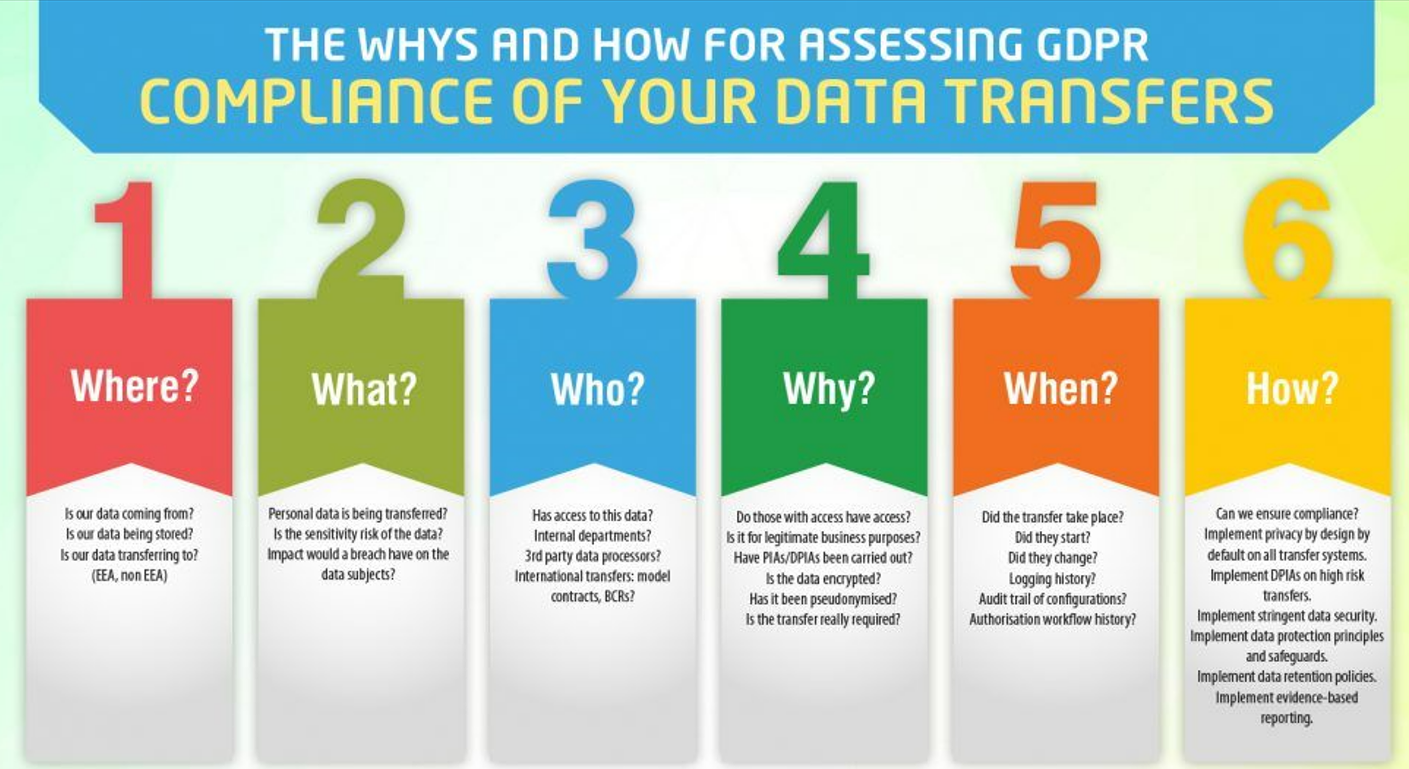 THE WHYS AND HOW FOR ASSESSING GDPR
COMPLIANCE OF YOUR DATA TRANSFERS
1
Where?
Is our data coming from?
Is our data being stored?
Is our data transferring to?
(EEA, non EEA)
2
What?
Personal data is being transferred?
Is the sensitivity risk of the data?
Impact would a breach have on the
data subjects?
3
Who?
Has access to this data?
Internal departments?
3rd party data processors?
International transfers: model
contracts, BCRs?
4
Why?
Do those with access have access?
Is it for legitimate business purposes?
Have PIAs/DPIAs been carried out?
Is the data encrypted?
Has it been pseudonymised?
Is the transfer really required?
5
When?
Did the transfer take place?
Did they start?
Did they change?
Logging history?
Audit trail of configurations?
Authorisation workflow history?
6
How?
Can we ensure compliance?
Implement privacy by design by
default on all transfer systems.
Implement DPIAs on high risk
transfers.
Implement stringent data security.
Implement data protection principles
and safeguards.
Implement data retention policies.
Implement evidence-based
reporting.